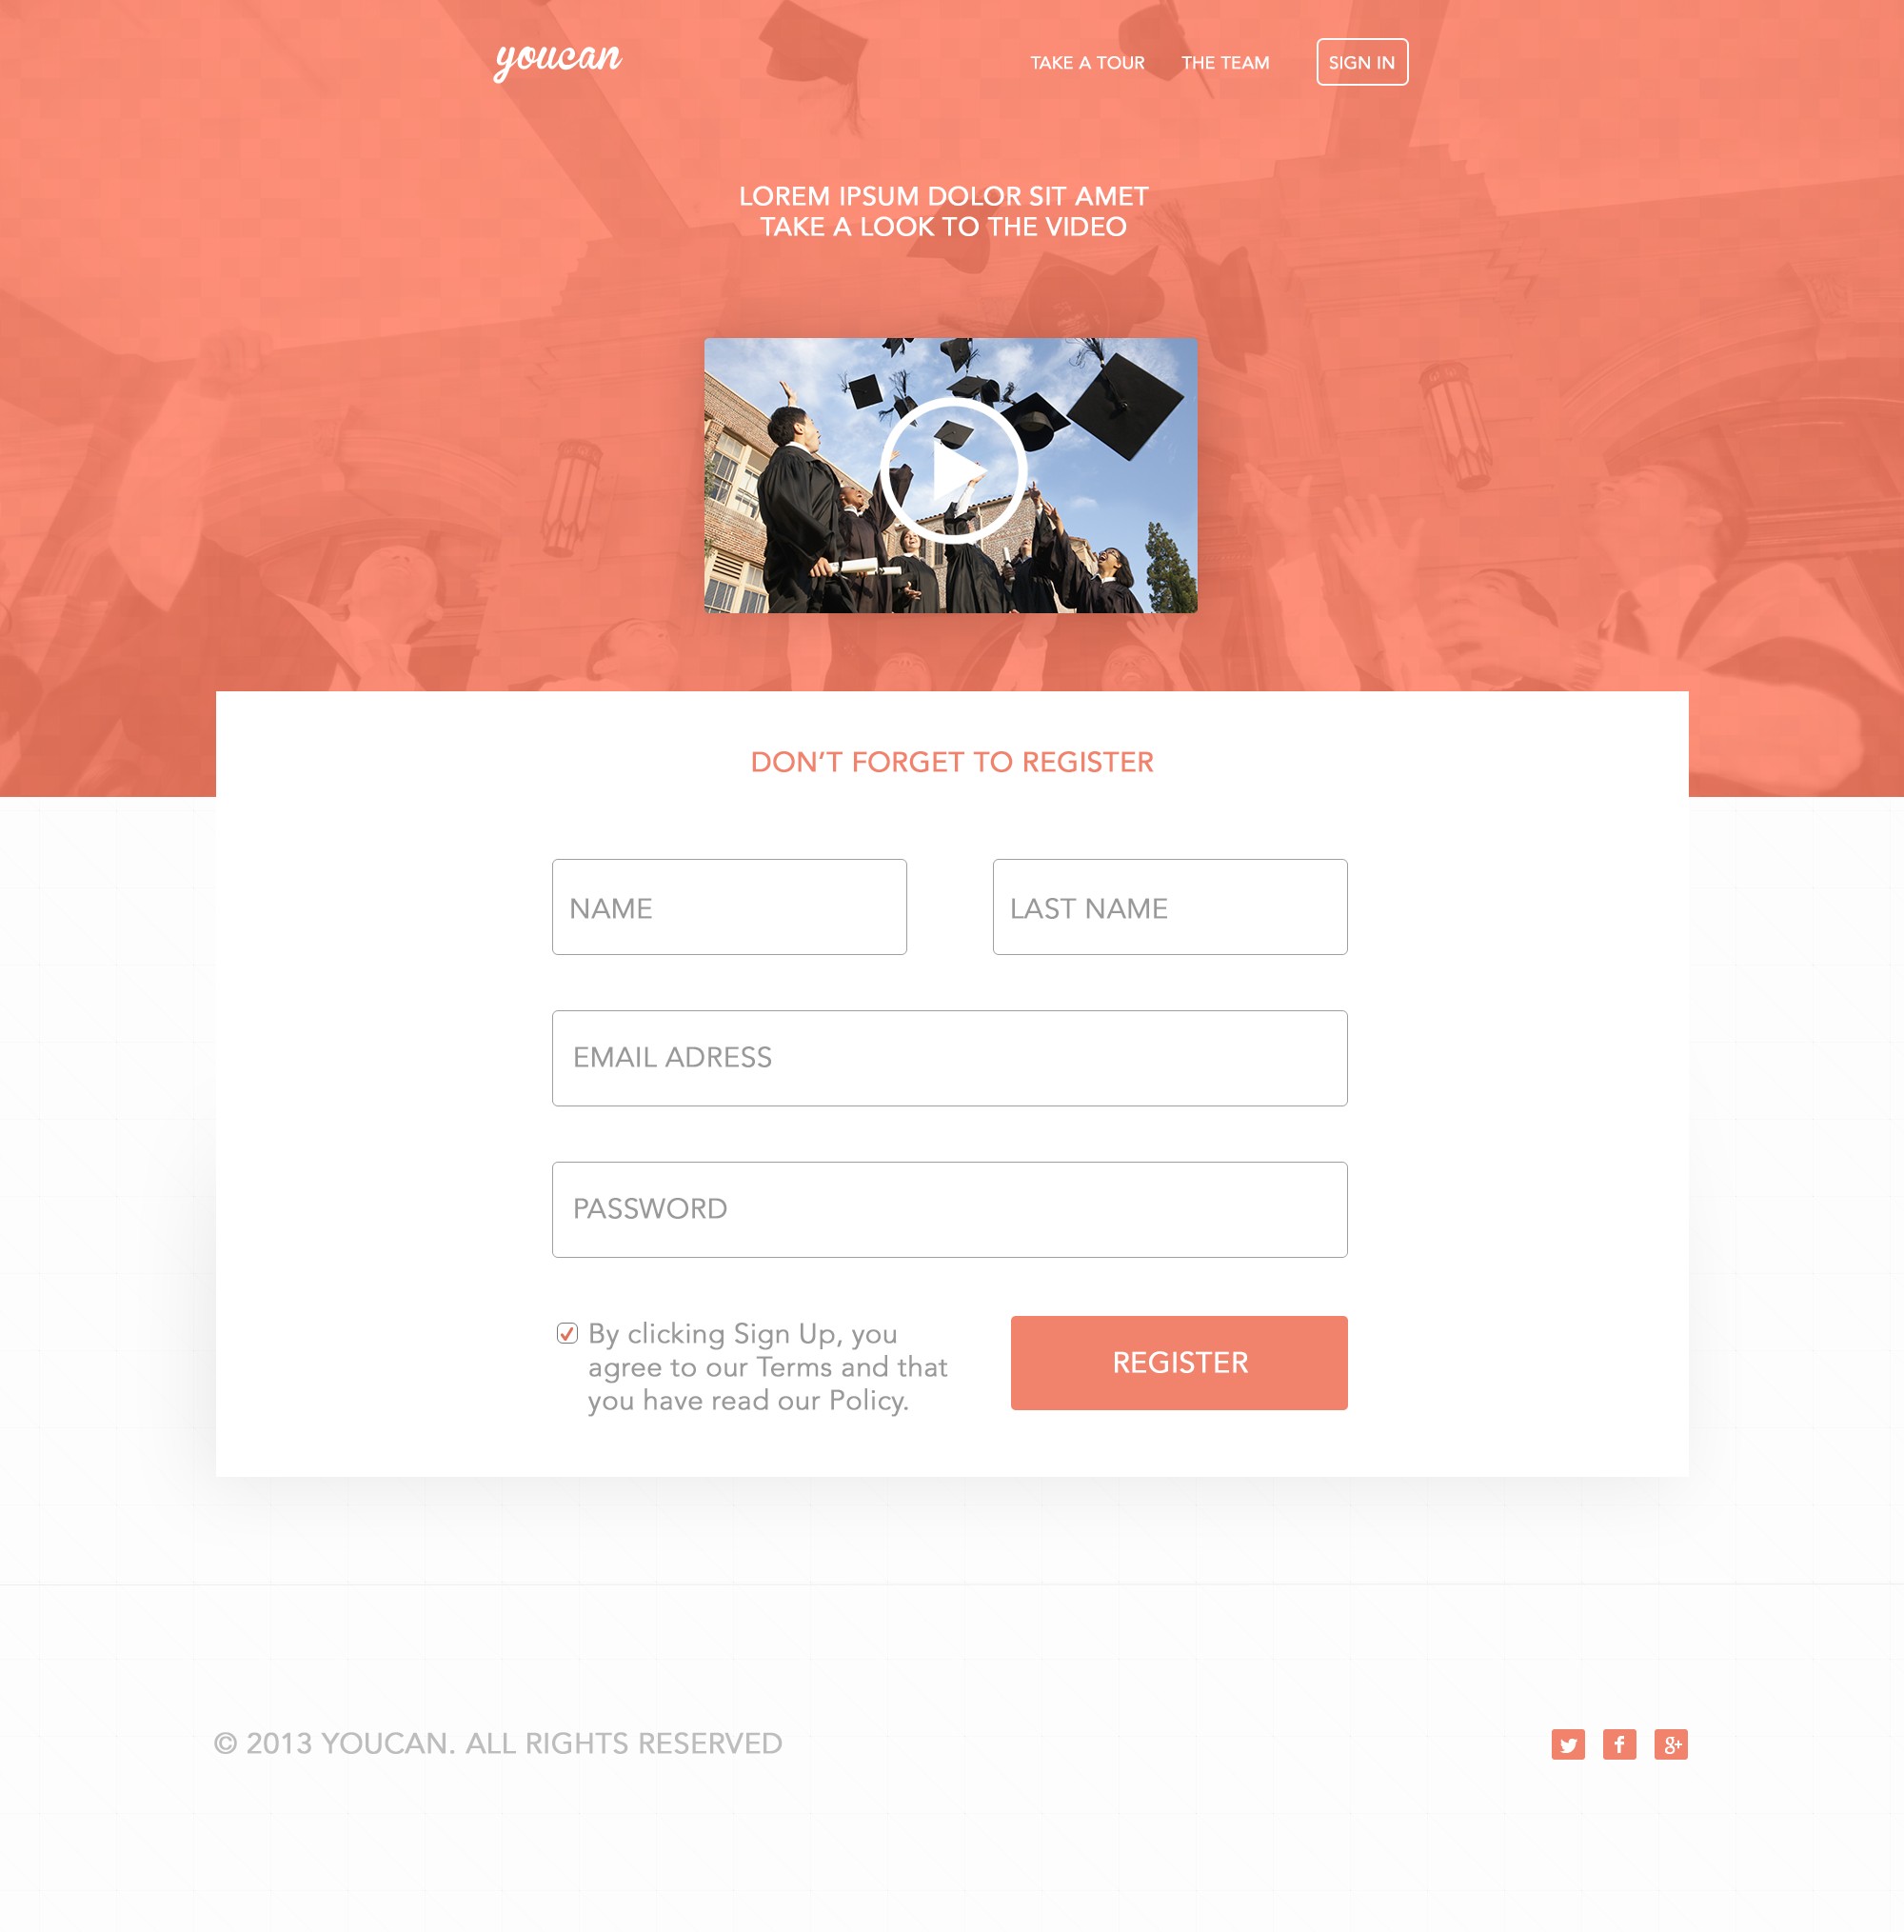 youcan
TAKE A TOUR
THE TEAM
SIGN IN
LOREM IPSUM DOLOR SIT AMET
TAKE A LOOK TO THE VIDEO
DON’T FORGET TO REGISTER
NAME
LAST NAME
EMAIL ADRESS
PASSWORD
By clicking Sign Up, you
agree to our Terms and that
you have read our Policy.
REGISTER
© 2013 YOUCAN. ALL RIGHTS RESERVED